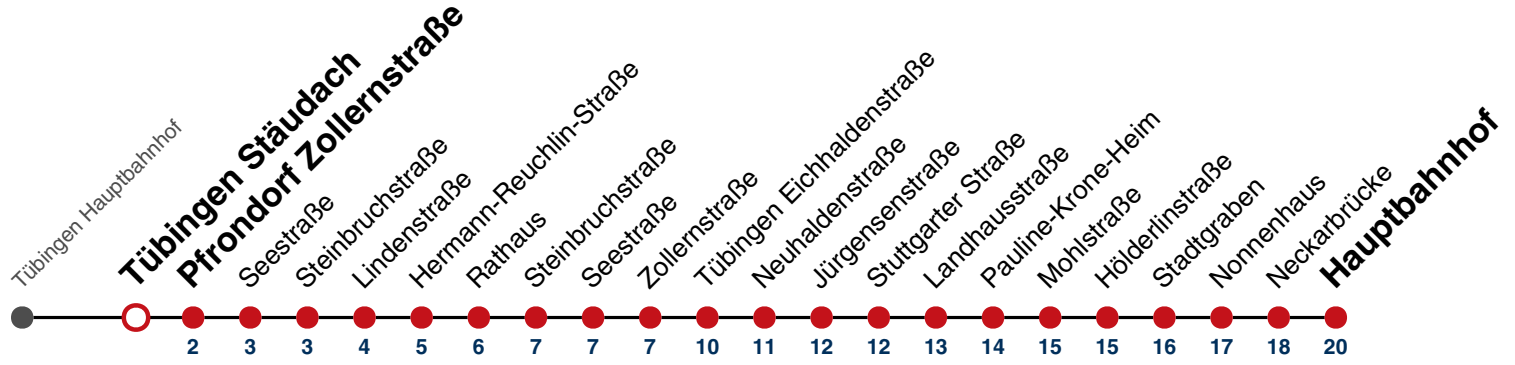 Tübingen Hauptbahnhof
Tübingen Stäudach
Pfrondorf Zollernstraße
Seestraße
Steinbruchstraße
Lindenstraße
Hermann-Reuchlin-Straße
Rathaus
Steinbruchstraße
Seestraße
Zollernstraße
Tübingen Eichhaldenstraße
Neuhaldenstraße
Jürgensenstraße
Stuttgarter Straße
Landhausstraße
Pauline-Krone-Heim
Mohlstraße
Hölderlinstraße
Stadtgraben
Nonnenhaus
Neckarbrücke
Hauptbahnhof
2 3 3 4 5 6 7 7 7 10 11 12 12 13 14 15 15 16 17 18 20